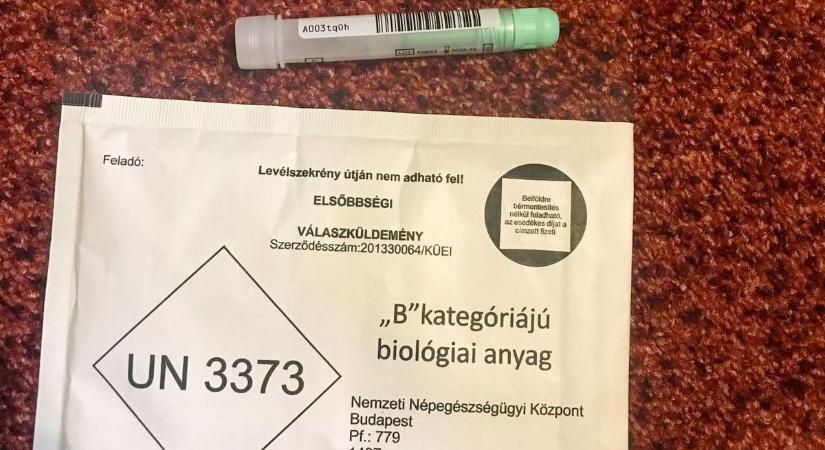 A003tq0h
LOT
Feladó:
Levélszekrény útján nem adható fel!
ELSŐBBSÉGI
VÁLASZKÜLDEMÉNY
Szerződésszám:201330064/KÜEI
Belföldre
bérmentesítés
nélkül feladható,
az esedékes díjat a
címzett fizeti
„B"kategóriájú
biológiai anyag
UN 3373
Nemzeti Népegészségügyi Központ
Budapest
Pf.: 779